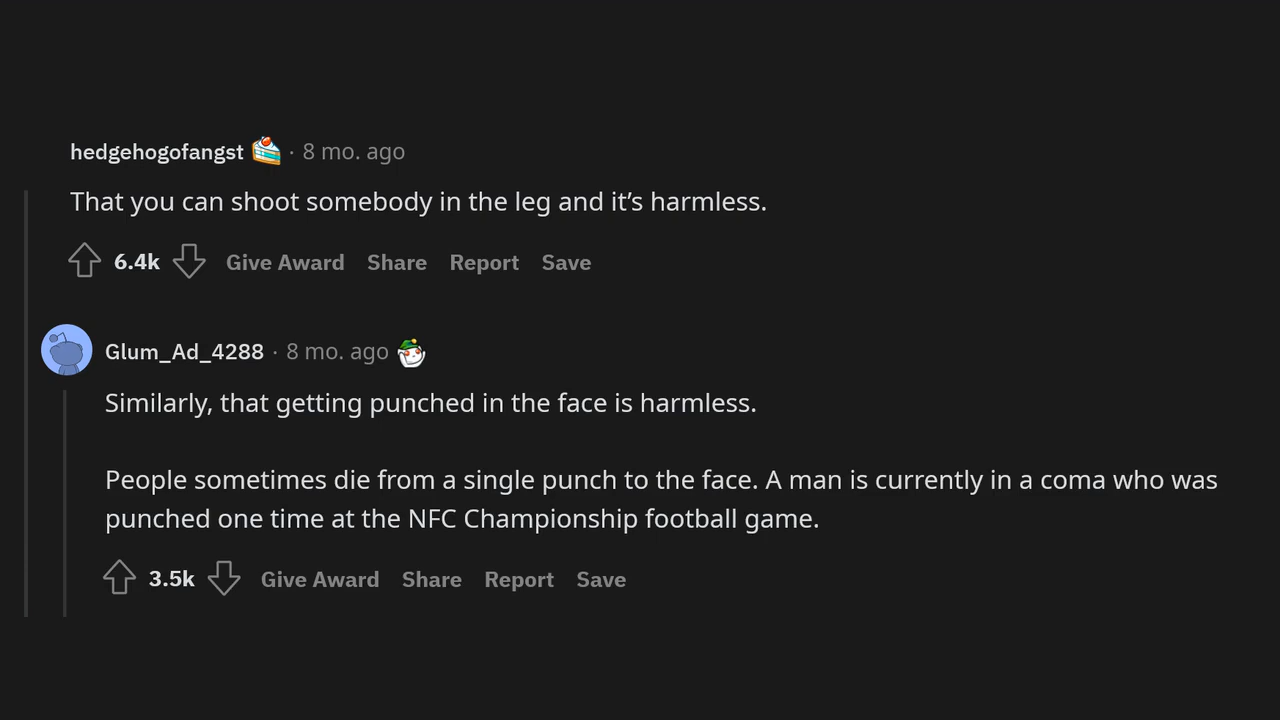 hedgehogofangst · 8 mo. ago
That you can shoot somebody in the leg and it’s harmless.
6.4k Give Award Share Report Save
Glum_Ad_4288 · 8 mo. ago
Similarly, that getting punched in the face is harmless.
People sometimes die from a single punch to the face. A man is currently in a coma who was
punched one time at the NFC Championship football game.
3.5k Give Award Share Report Save